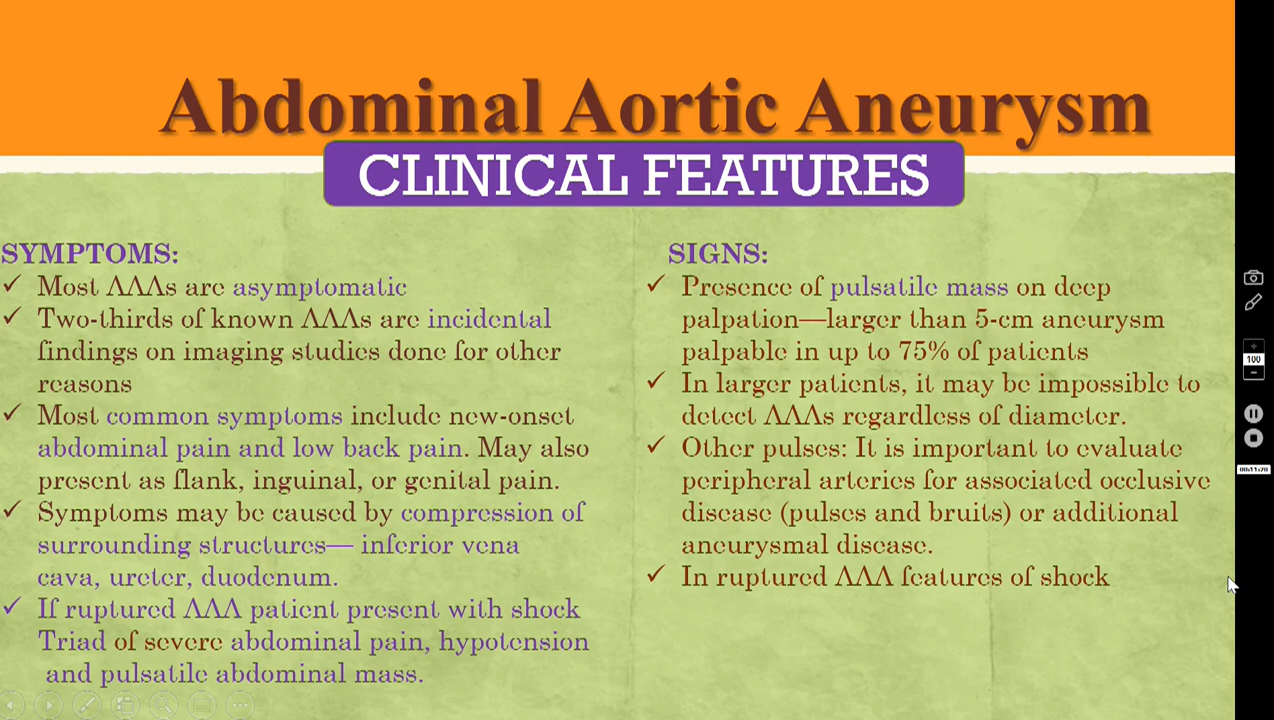 Abdominal Aortic Aneurysm
CLINICAL FEATURES
SYMPTOMS:
✓ Most AAAs are asymptomatic
✓ Two-thirds of known AAAs are incidental
findings on imaging studies done for other
reasons
✓ Most common symptoms include new-onset
abdominal pain and low back pain. May also
present as flank, inguinal, or genital pain.
✓ Symptoms may be caused by compression of
surrounding structures— inferior vena
cava, ureter, duodenum.
✓ If ruptured AAA patient present with shock
Triad of severe abdominal pain, hypotension
and pulsatile abdominal mass.
SIGNS:
✓ Presence of pulsatile mass on deep
palpation—larger than 5-cm aneurysm
palpable in up to 75% of patients
✓ In larger patients, it may be impossible to
detect AAAs regardless of diameter.
✓ Other pulses: It is important to evaluate
peripheral arteries for associated occlusive
disease (pulses and bruits) or additional
aneurysmal disease.
✓ In ruptured AAA features of shock
100